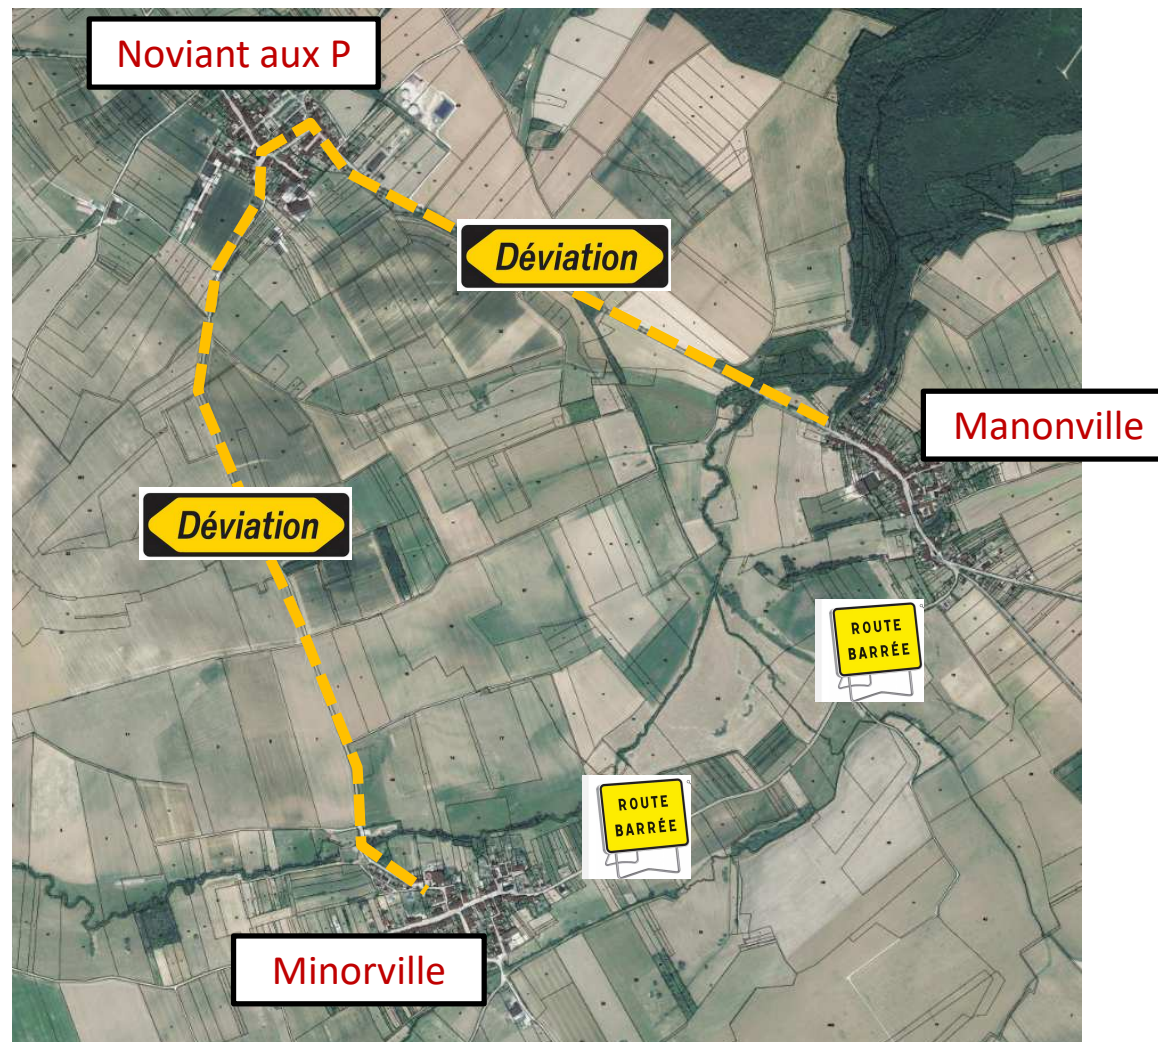 Noviant aux P
Déviation
Manonville
Déviation
ROUTE
BARRÉE
ROUTE
BARRÉE
Minorville